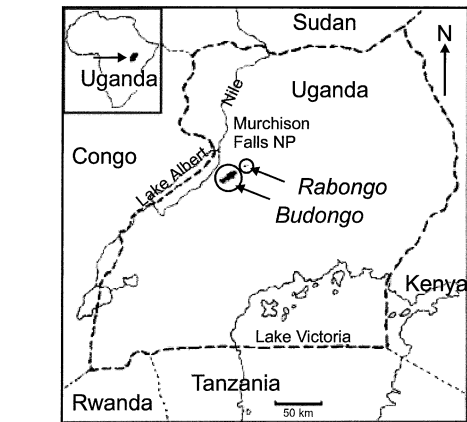 Sudan
N
Uganda
Nile
Uganda
Murchison
Falls NP
Congo
Lake Albert
Rabongo
Budongo
Kenya
Lake Victoria
Tanzania
Rwanda
50 km